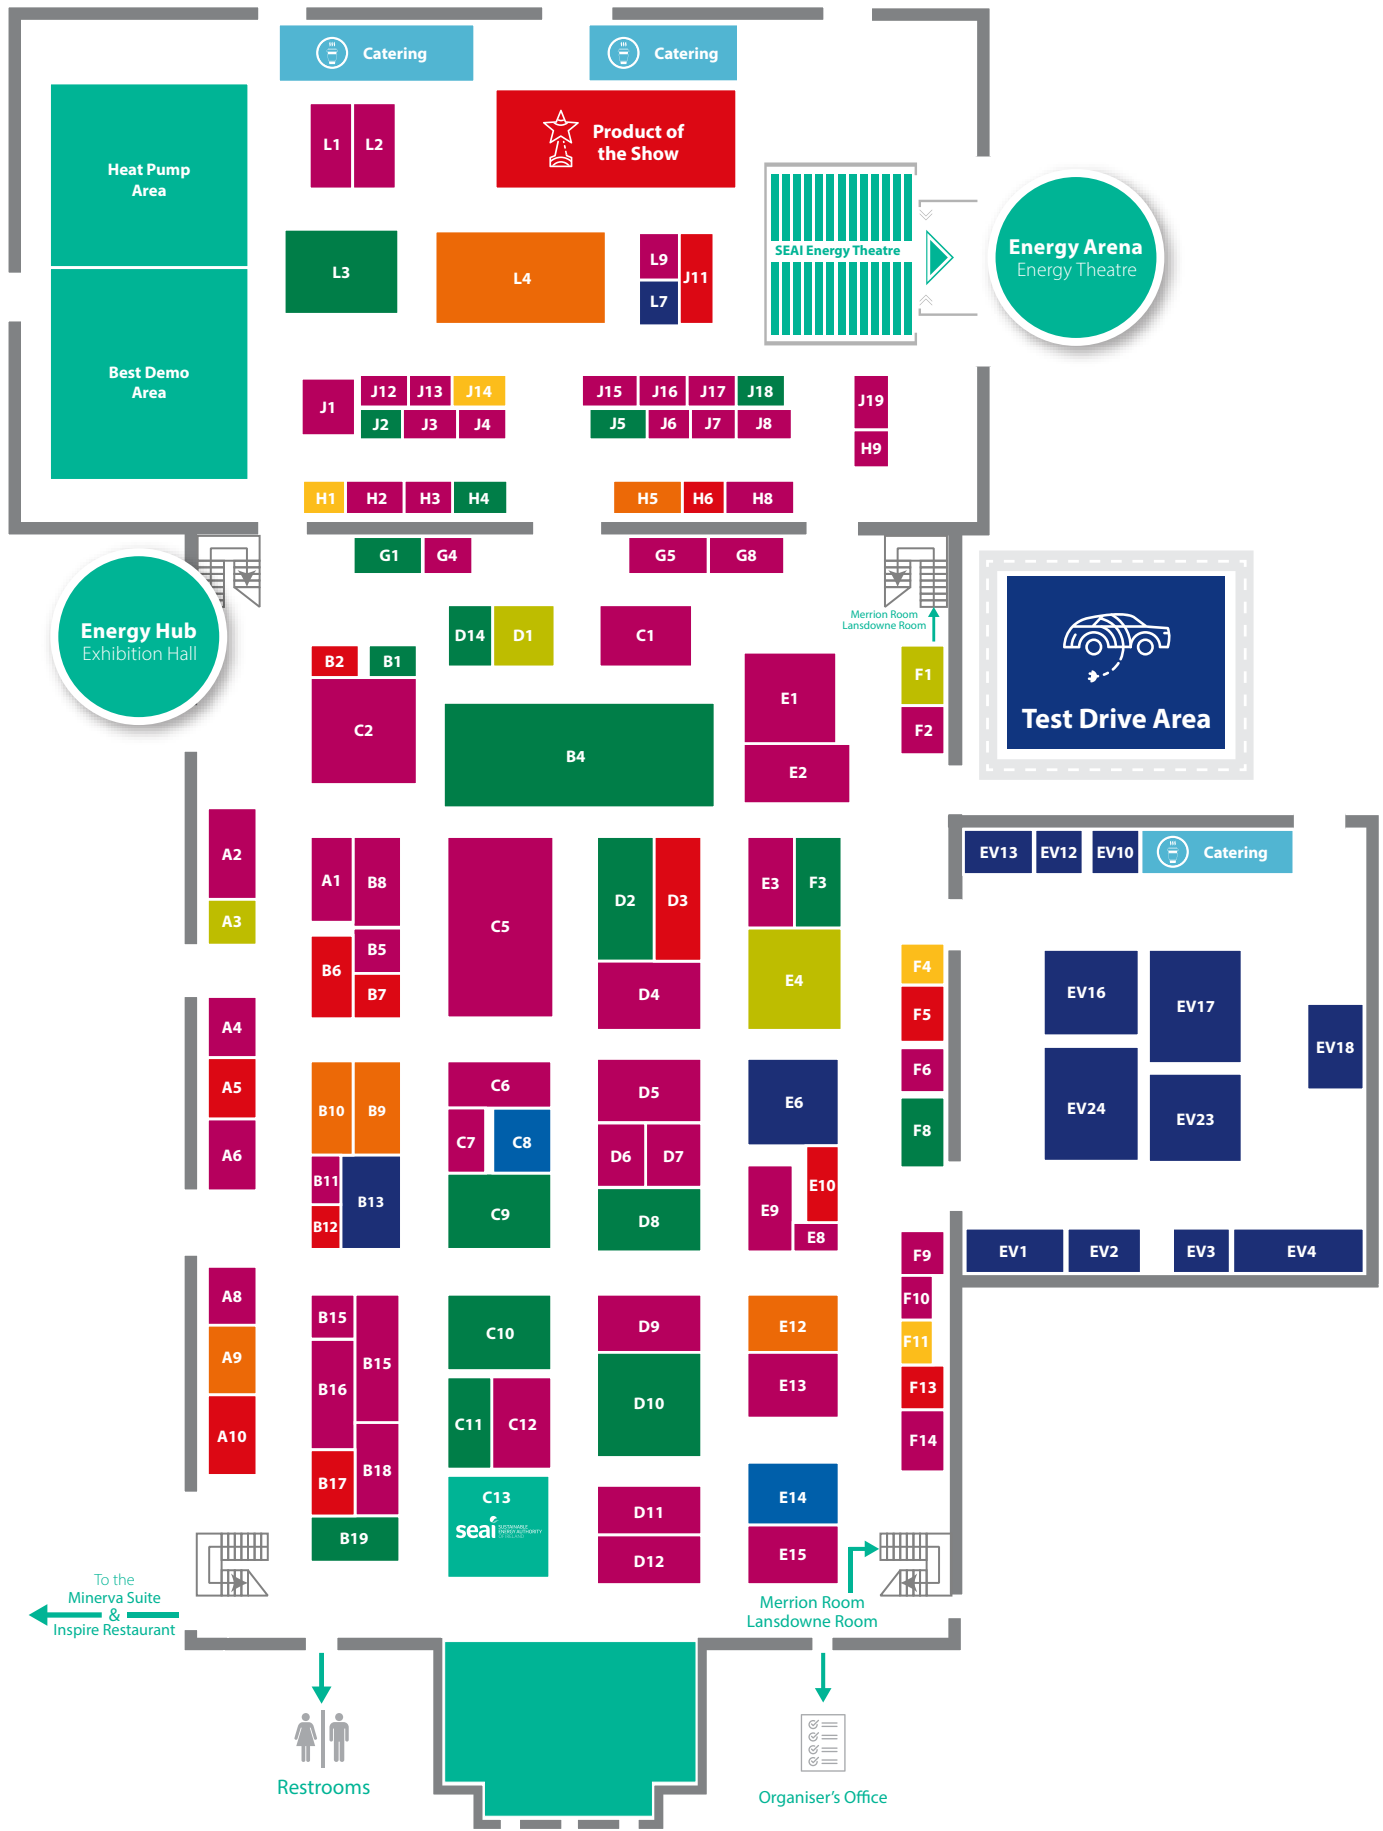 Catering
Catering
L1
L2
Product of
the Show
Heat Pump
Area
SEAI Energy Theatre
Energy Arena
Energy Theatre
L3
L4
L9
L7
J11
Best Demo
Area
J1
J12
J13
J14
J2
J3
J4
J15
J16
J17
J18
J5
J6
J7
J8
J19
H9
H1
H2
H3
H4
H5
H6
H8
G1
G4
G5
G8
Energy Hub
Exhibition Hall
Merrion Room
Lansdowne Room
Test Drive Area
D14
D1
C1
B2
B1
C2
B4
E1
E2
F1
F2
A2
A3
A1
B8
B5
B6
B7
C5
D2
D3
D4
E3
F3
E4
EV13
EV12
EV10
Catering
F4
F5
F6
F8
EV16
EV17
EV18
EV24
EV23
A4
A5
A6
B10
B9
B11
B12
B13
C6
C7
C8
C9
D5
D6
D7
D8
E6
E10
E9
E8
F9
F10
F11
F13
F14
EV1
EV2
EV3
EV4
A8
A9
A10
B15
B15
B16
B17
B18
B19
C10
C11
C12
C13
seai
SUSTAINABLE
ENERGY AUTHORITY
OF IRELAND
D9
D10
D11
D12
E12
E13
E14
E15
To the
Minerva Suite
&
Inspire Restaurant
Merrion Room
Lansdowne Room
Restrooms
Organiser's Office